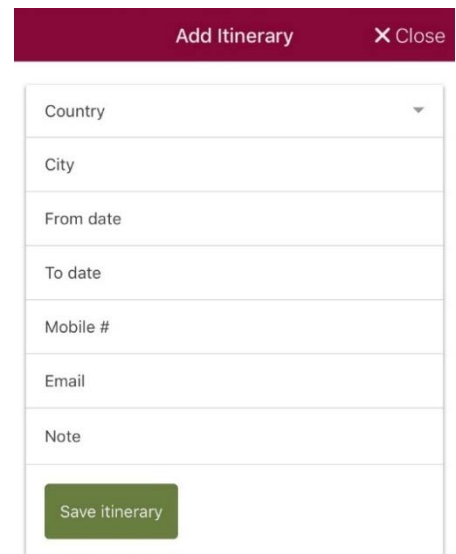 Add Itinerary
X Close
Country
City
From date
To date
Mobile #
Email
Note
Save itinerary